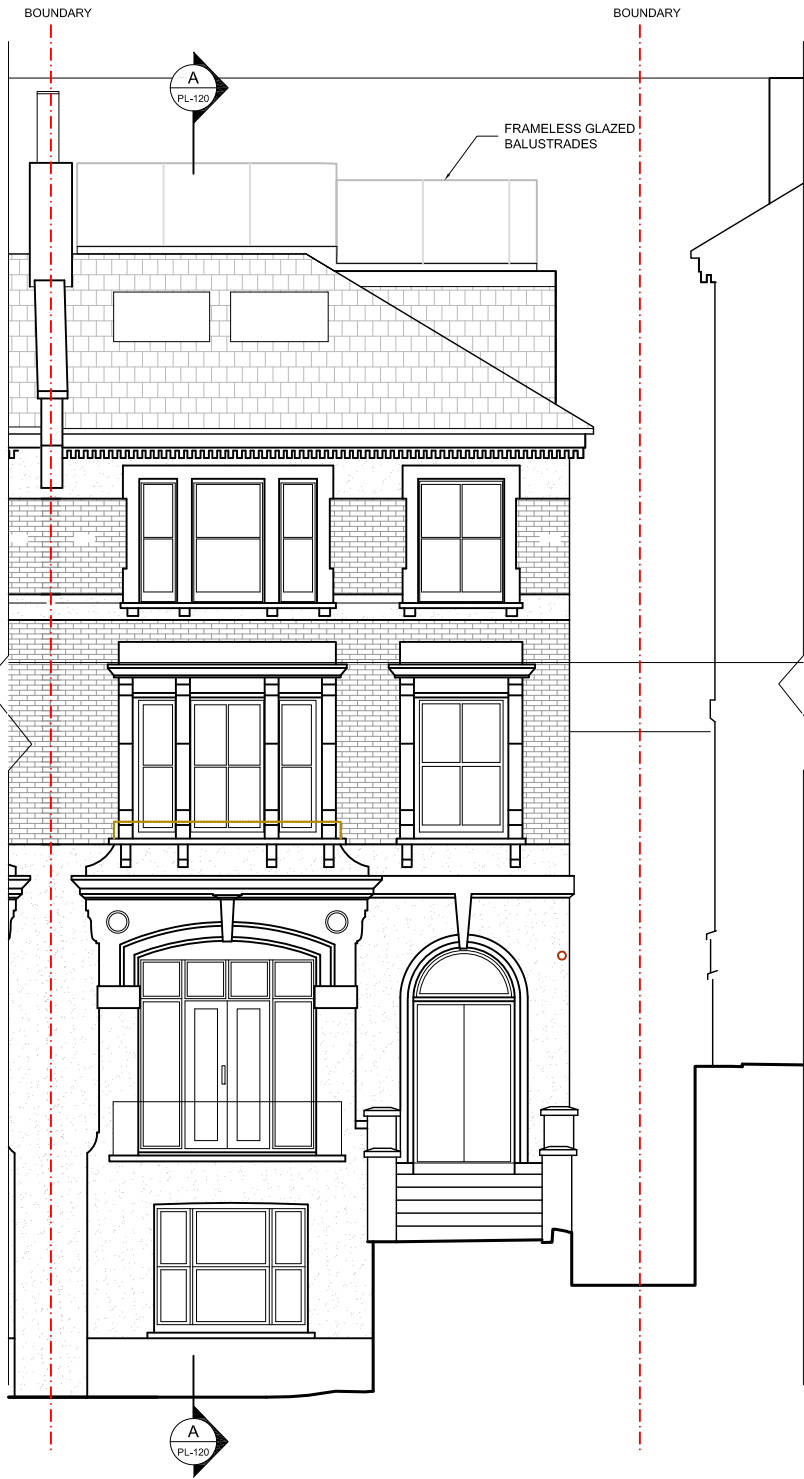 BOUNDARY
BOUNDARY
A
PL-120
FRAMELESS GLAZED
BALUSTRADES
A
PL-120